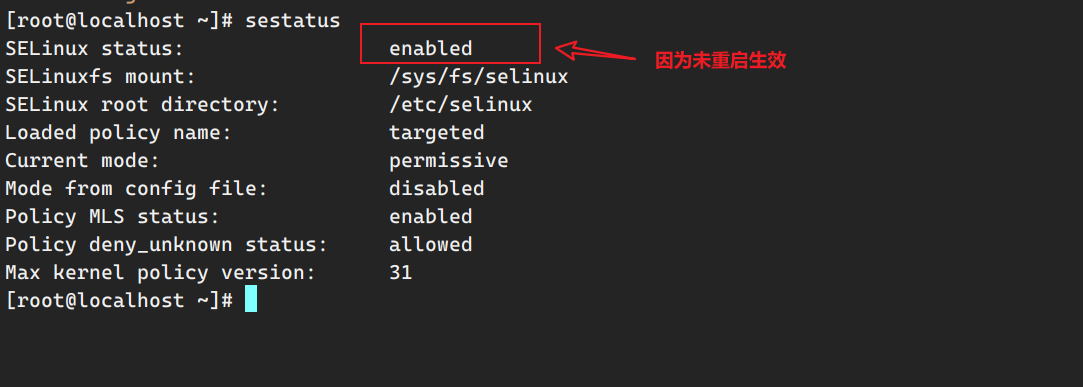 [root@localhost ~]# sestatus
SELinux status:                 enabled
因为未重启生效
SELinuxfs mount:                /sys/fs/selinux
SELinux root directory:         /etc/selinux
Loaded policy name:             targeted
Current mode:                   permissive
Mode from config file:          disabled
Policy MLS status:              enabled
Policy deny_unknown status:     allowed
Max kernel policy version:      31
[root@localhost ~]#